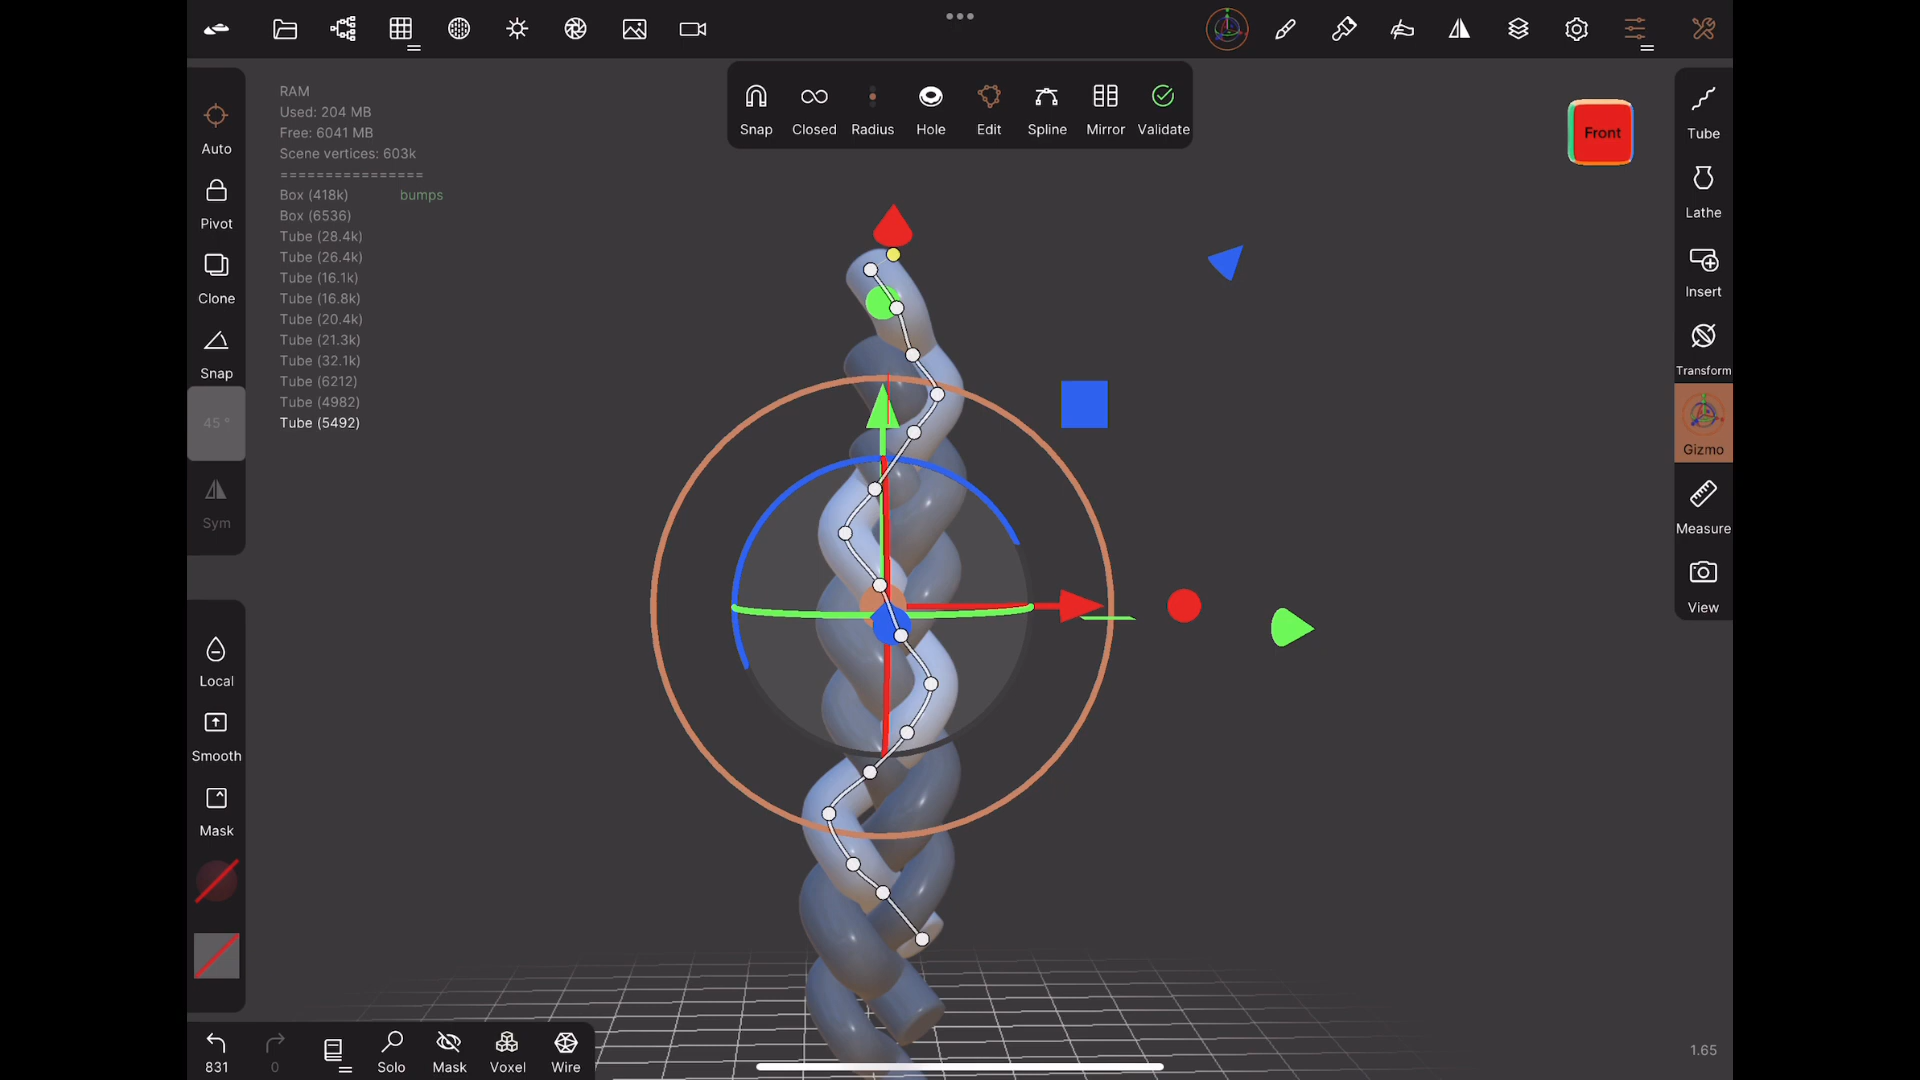 Snap
Closed
Radius
Hole
Edit
Spline
Mirror
Validate
RAM
Used: 204 MB
Free: 6041 MB
Scene vertices: 603k
================
Box (418k) bumps
Box (6536)
Tube (28.4k)
Tube (26.4k)
Tube (16.1k)
Tube (16.8k)
Tube (20.4k)
Tube (21.3k)
Tube (32.1k)
Tube (6212)
Tube (4982)
Tube (5492)
Auto
Pivot
Clone
Snap
45 °
Sym
Local
Smooth
Mask
Front
Tube
Lathe
Insert
Transform
Gizmo
Measure
View
831
0
Solo
Mask
Voxel
Wire
1.65